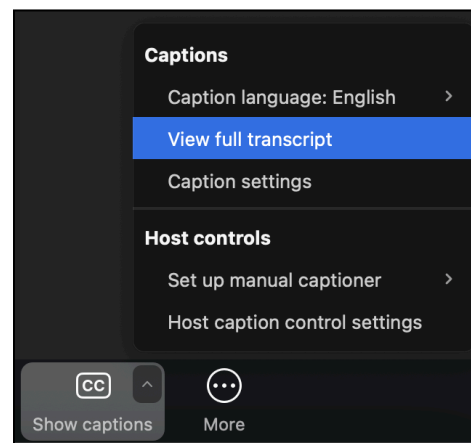 Captions
Caption language: English
View full transcript
Caption settings
Host controls
Set up manual captioner
Host caption control settings
CC
Show captions
More